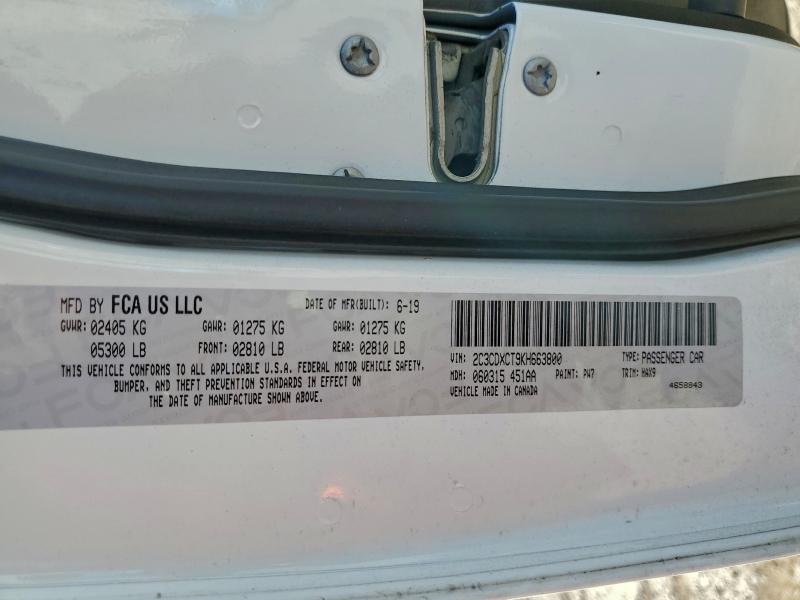 MFD BY FCA US LLC DATE OF MFR(BUILT): 6-19
GVWR: 02405 KG GAWR: 01275 KG GAWR: 01275 KG
05300 LB FRONT: 02810 LB REAR: 02810 LB
THIS VEHICLE CONFORMS TO ALL APPLICABLE U.S.A. FEDERAL MOTOR VEHICLE SAFETY,
BUMPER, AND THEFT PREVENTION STANDARDS IN EFFECT ON
THE DATE OF MANUFACTURE SHOWN ABOVE.
VIN: 2C3CDXCT9KH663800 TYPE: PASSENGER CAR
MDH: 060315 451AA PAINT: PW7 TRIM: HAX9
VEHICLE MADE IN CANADA 4658843